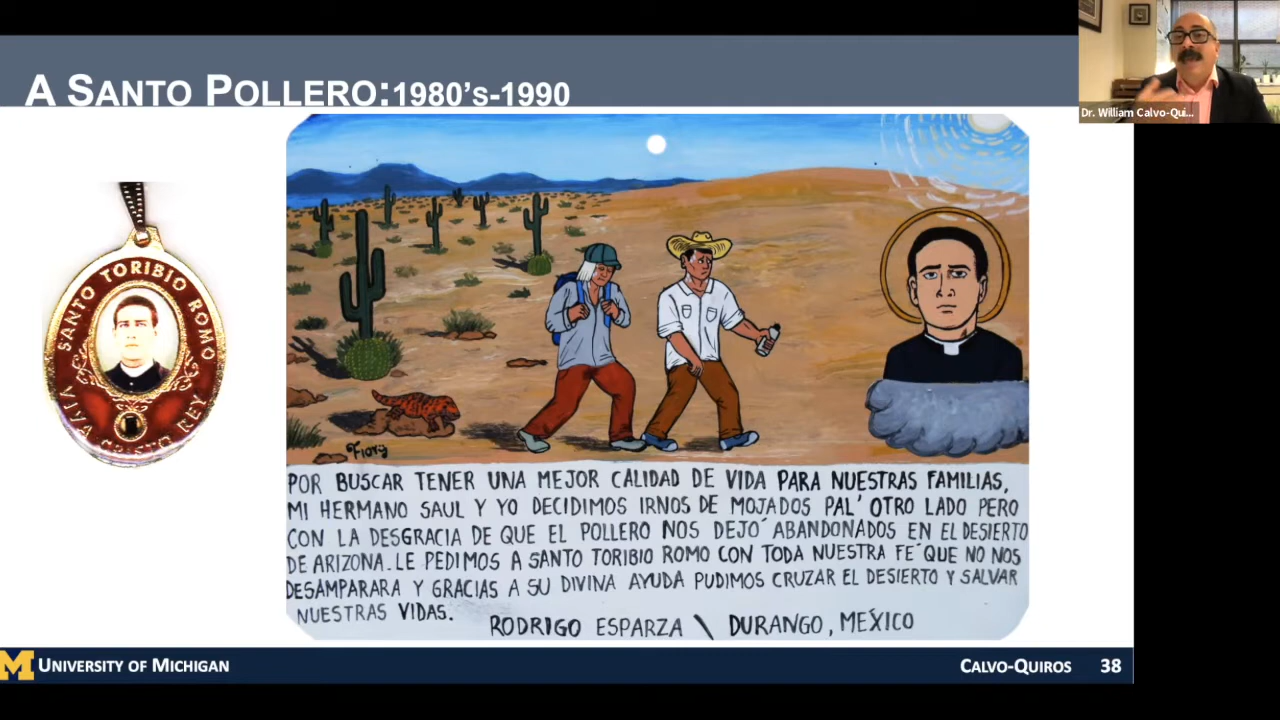 A SANTO POLLERO:1980'S-1990
Dr. William Calvo-Qui...
SANTO TORIBIO ROMO
VIVA CRISTO REY
Fiory
POR BUSCAR TENER UNA MEJOR CALIDAD DE VIDA PARA NUESTRAS FAMILIAS,
MI HERMANO SAUL Y YO DECIDIMOS IRNOS DE MOJADOS PAL' OTRO LADO PERO
CON LA DESGRACIA DE QUE EL POLLERO NOS DEJO´ ABANDONADOS EN EL DESIERTO
DE ARIZONA. LE PEDIMOS A SANTO TORIBIO ROMO CON TODA NUESTRA FE´ QUE NO NOS
DESAMPARARA Y GRACIAS A SU DIVINA AYUDA PUDIMOS CRUZAR EL DESIERTO Y SALVAR
NUESTRAS VIDAS.
RODRIGO ESPARZA \ DURANGO, MÉXICO
M UNIVERSITY OF MICHIGAN
CALVO-QUIROS 38